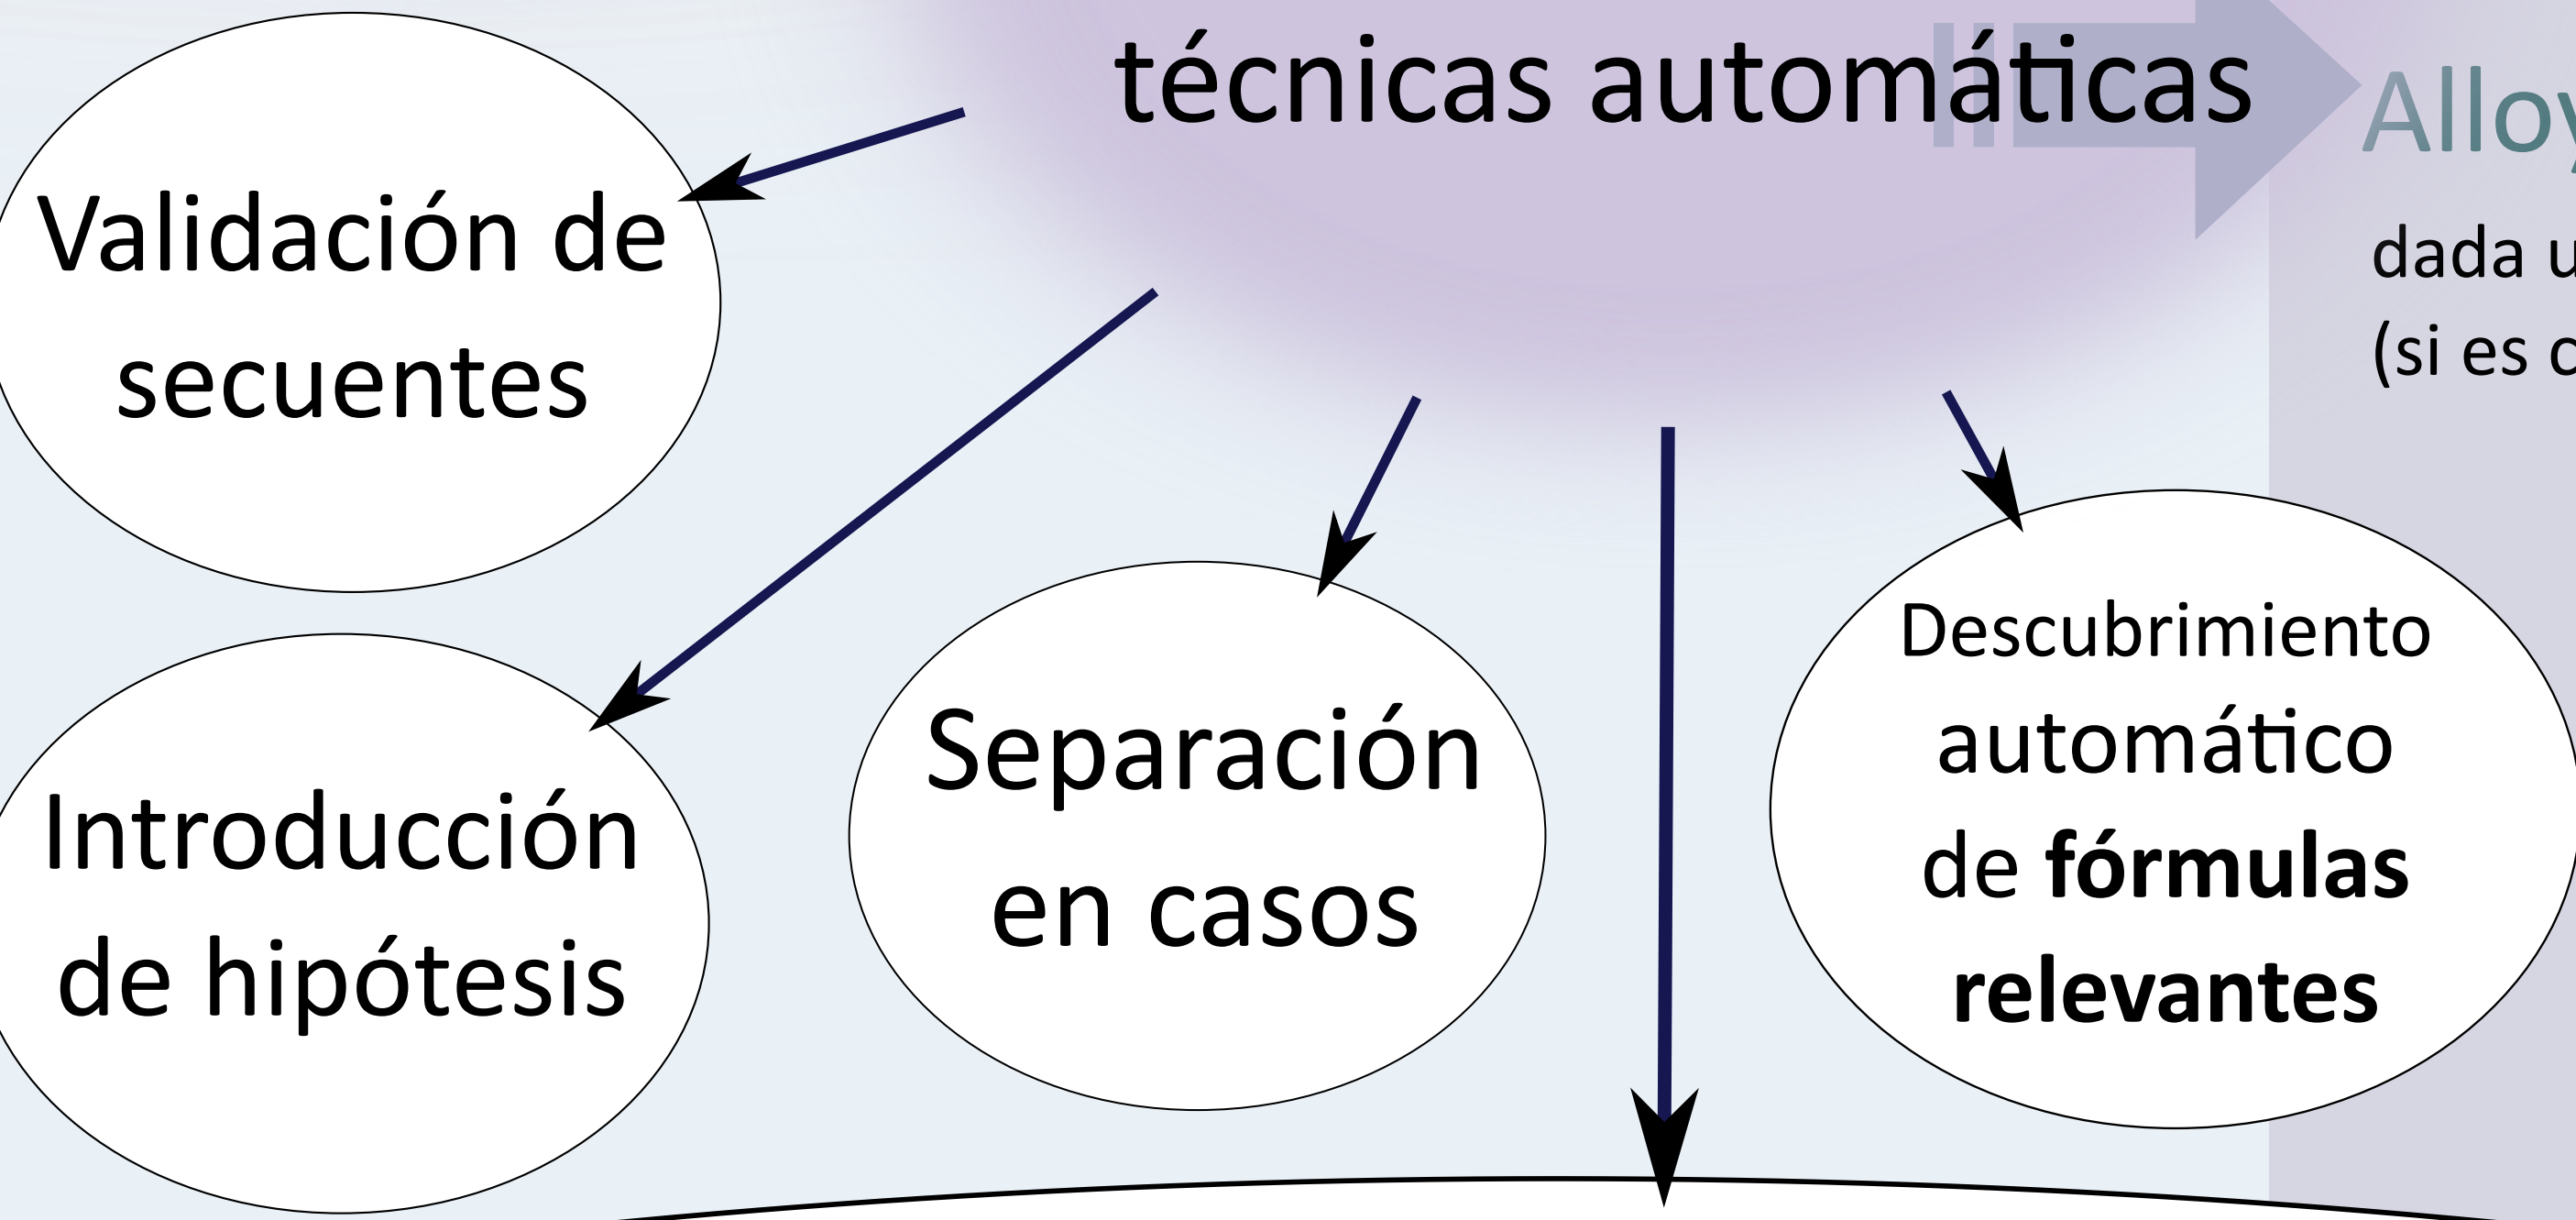 técnicas automáticas
Validación de
secuentes
dada
(si es
Introducción
de hipótesis
Separación
en casos
Descubrimiento
automático
de fórmulas
relevantes